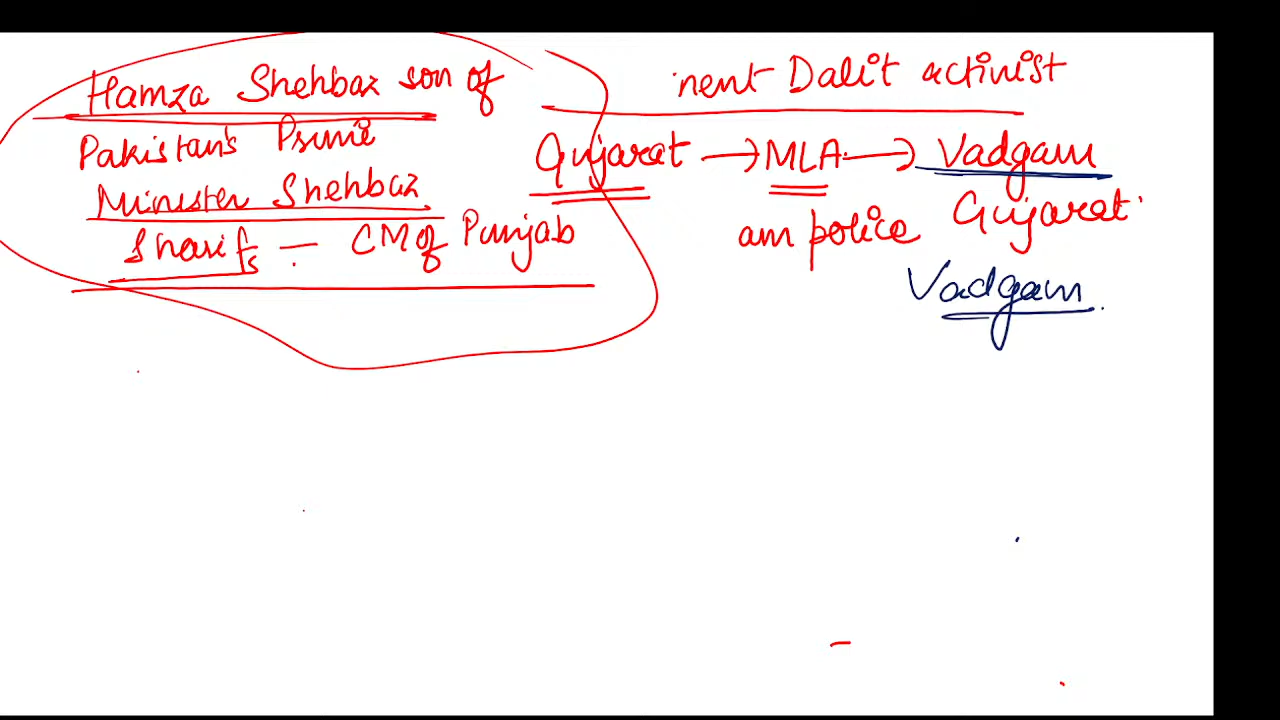 Hamza Shehbaz son of
Pakistan's Prime
Minister Shehbaz
Sharifs — CM of Punjab
nent Dalit activist
Gujarat → MLA → Vadgam
Gujarat
am police
Vadgam